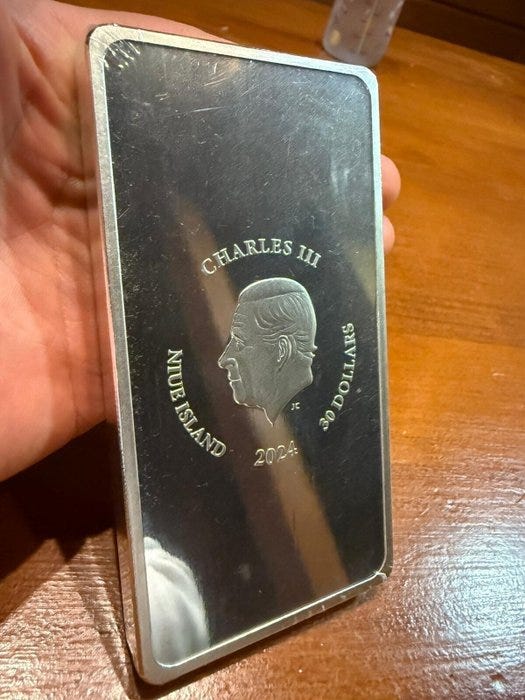 CHARLES III
JC
NIUE ISLAND
30 DOLLARS
2024